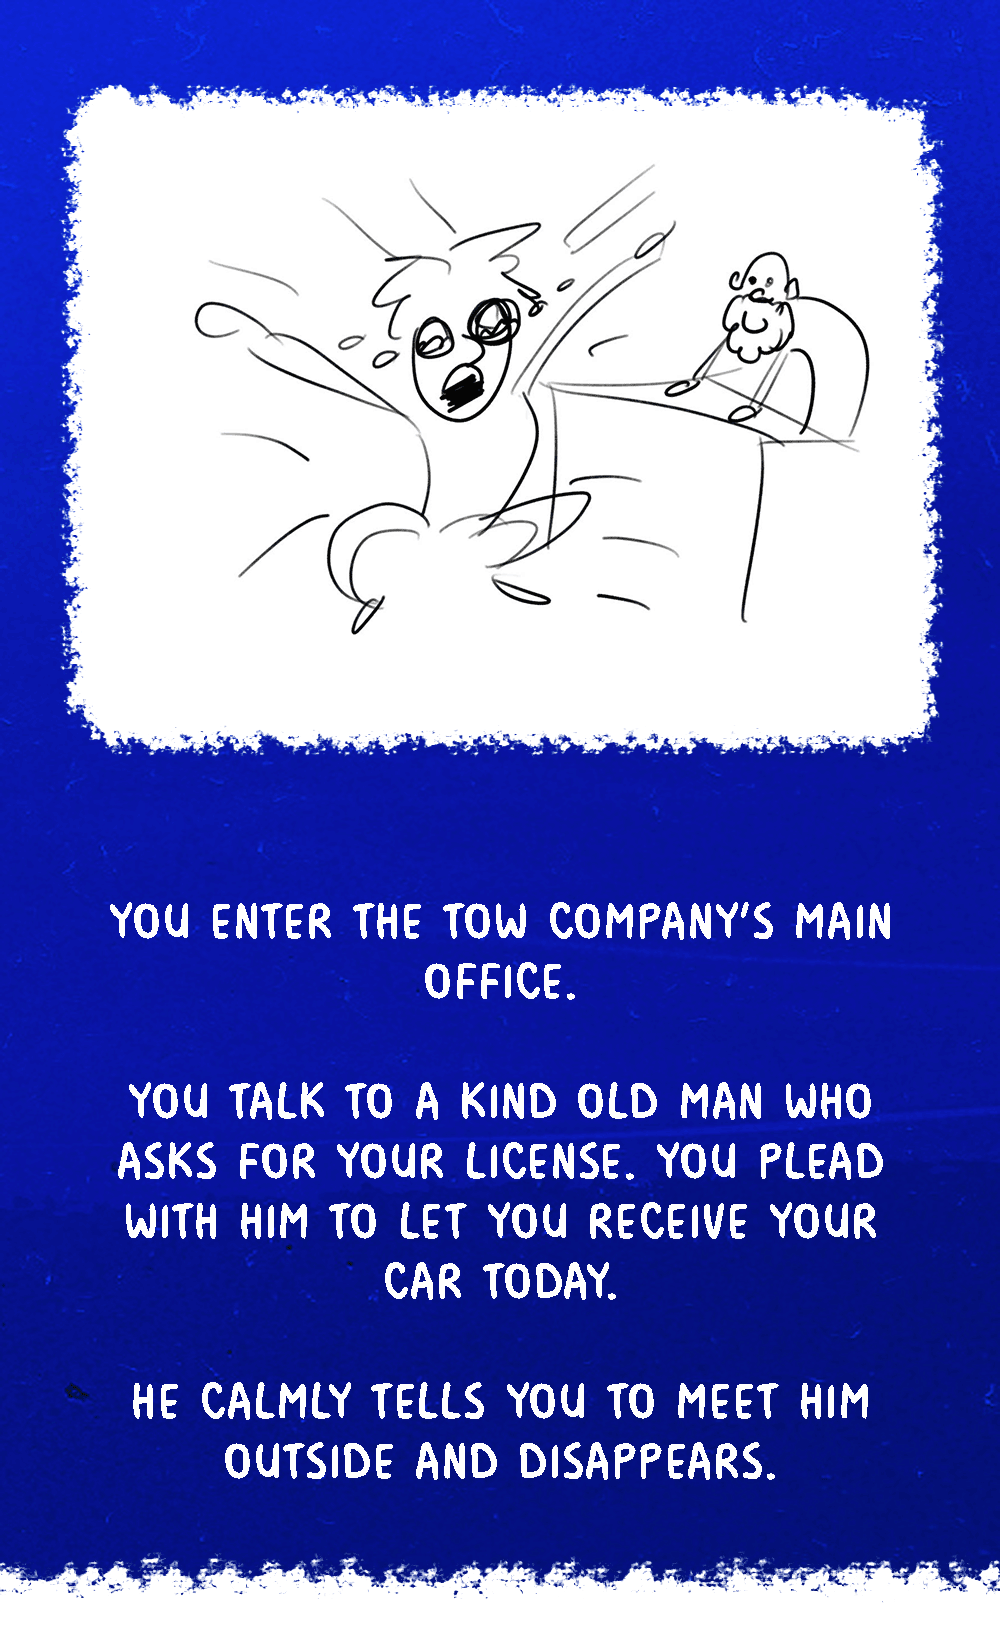 YOU ENTER THE TOW COMPANY'S MAIN
OFFICE.
YOU TALK TO A KIND OLD MAN WHO
ASKS FOR YOUR LICENSE. YOU PLEAD
WITH HIM TO LET YOU RECEIVE YOUR
CAR TODAY.
HE CALMLY TELLS YOU TO MEET HIM
OUTSIDE AND DISAPPEARS.